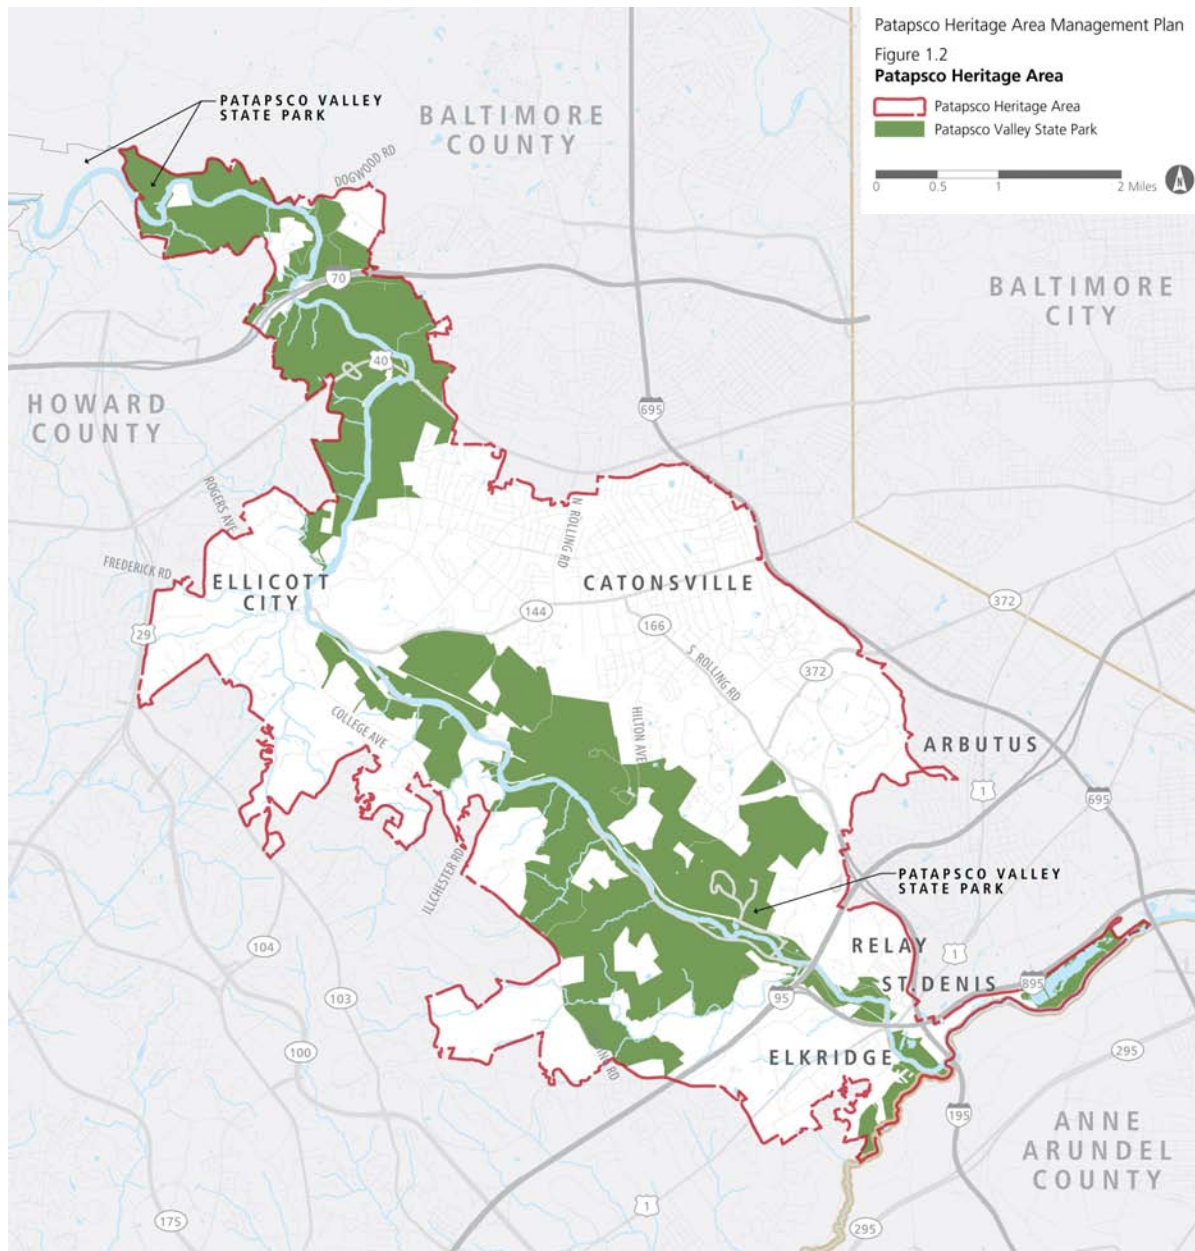 Patapsco Heritage Area Management Plan
Figure 1.2
Patapsco Heritage Area
Patapsco Heritage Area
Patapsco Valley State Park
0 0.5 1 2 Miles
N
PATAPSCO VALLEY
STATE PARK
BALTIMORE
COUNTY
DOGWOOD RD
70
BALTIMORE
CITY
40
HOWARD
COUNTY
695
ROGERS AVE
N ROLLING RD
FREDERICK RD
ELLICOTT
CITY
CATONSVILLE
144
166
372
29
S ROLLING RD
372
COLLEGE AVE
HILTON AVE
ARBUTUS
1
695
ILLCHESTER RD
PATAPSCO VALLEY
STATE PARK
104
RELAY
1
ST. DENIS
895
103
95
100
RD
ELKRIDGE
295
195
ANNE
ARUNDEL
COUNTY
1
175
295